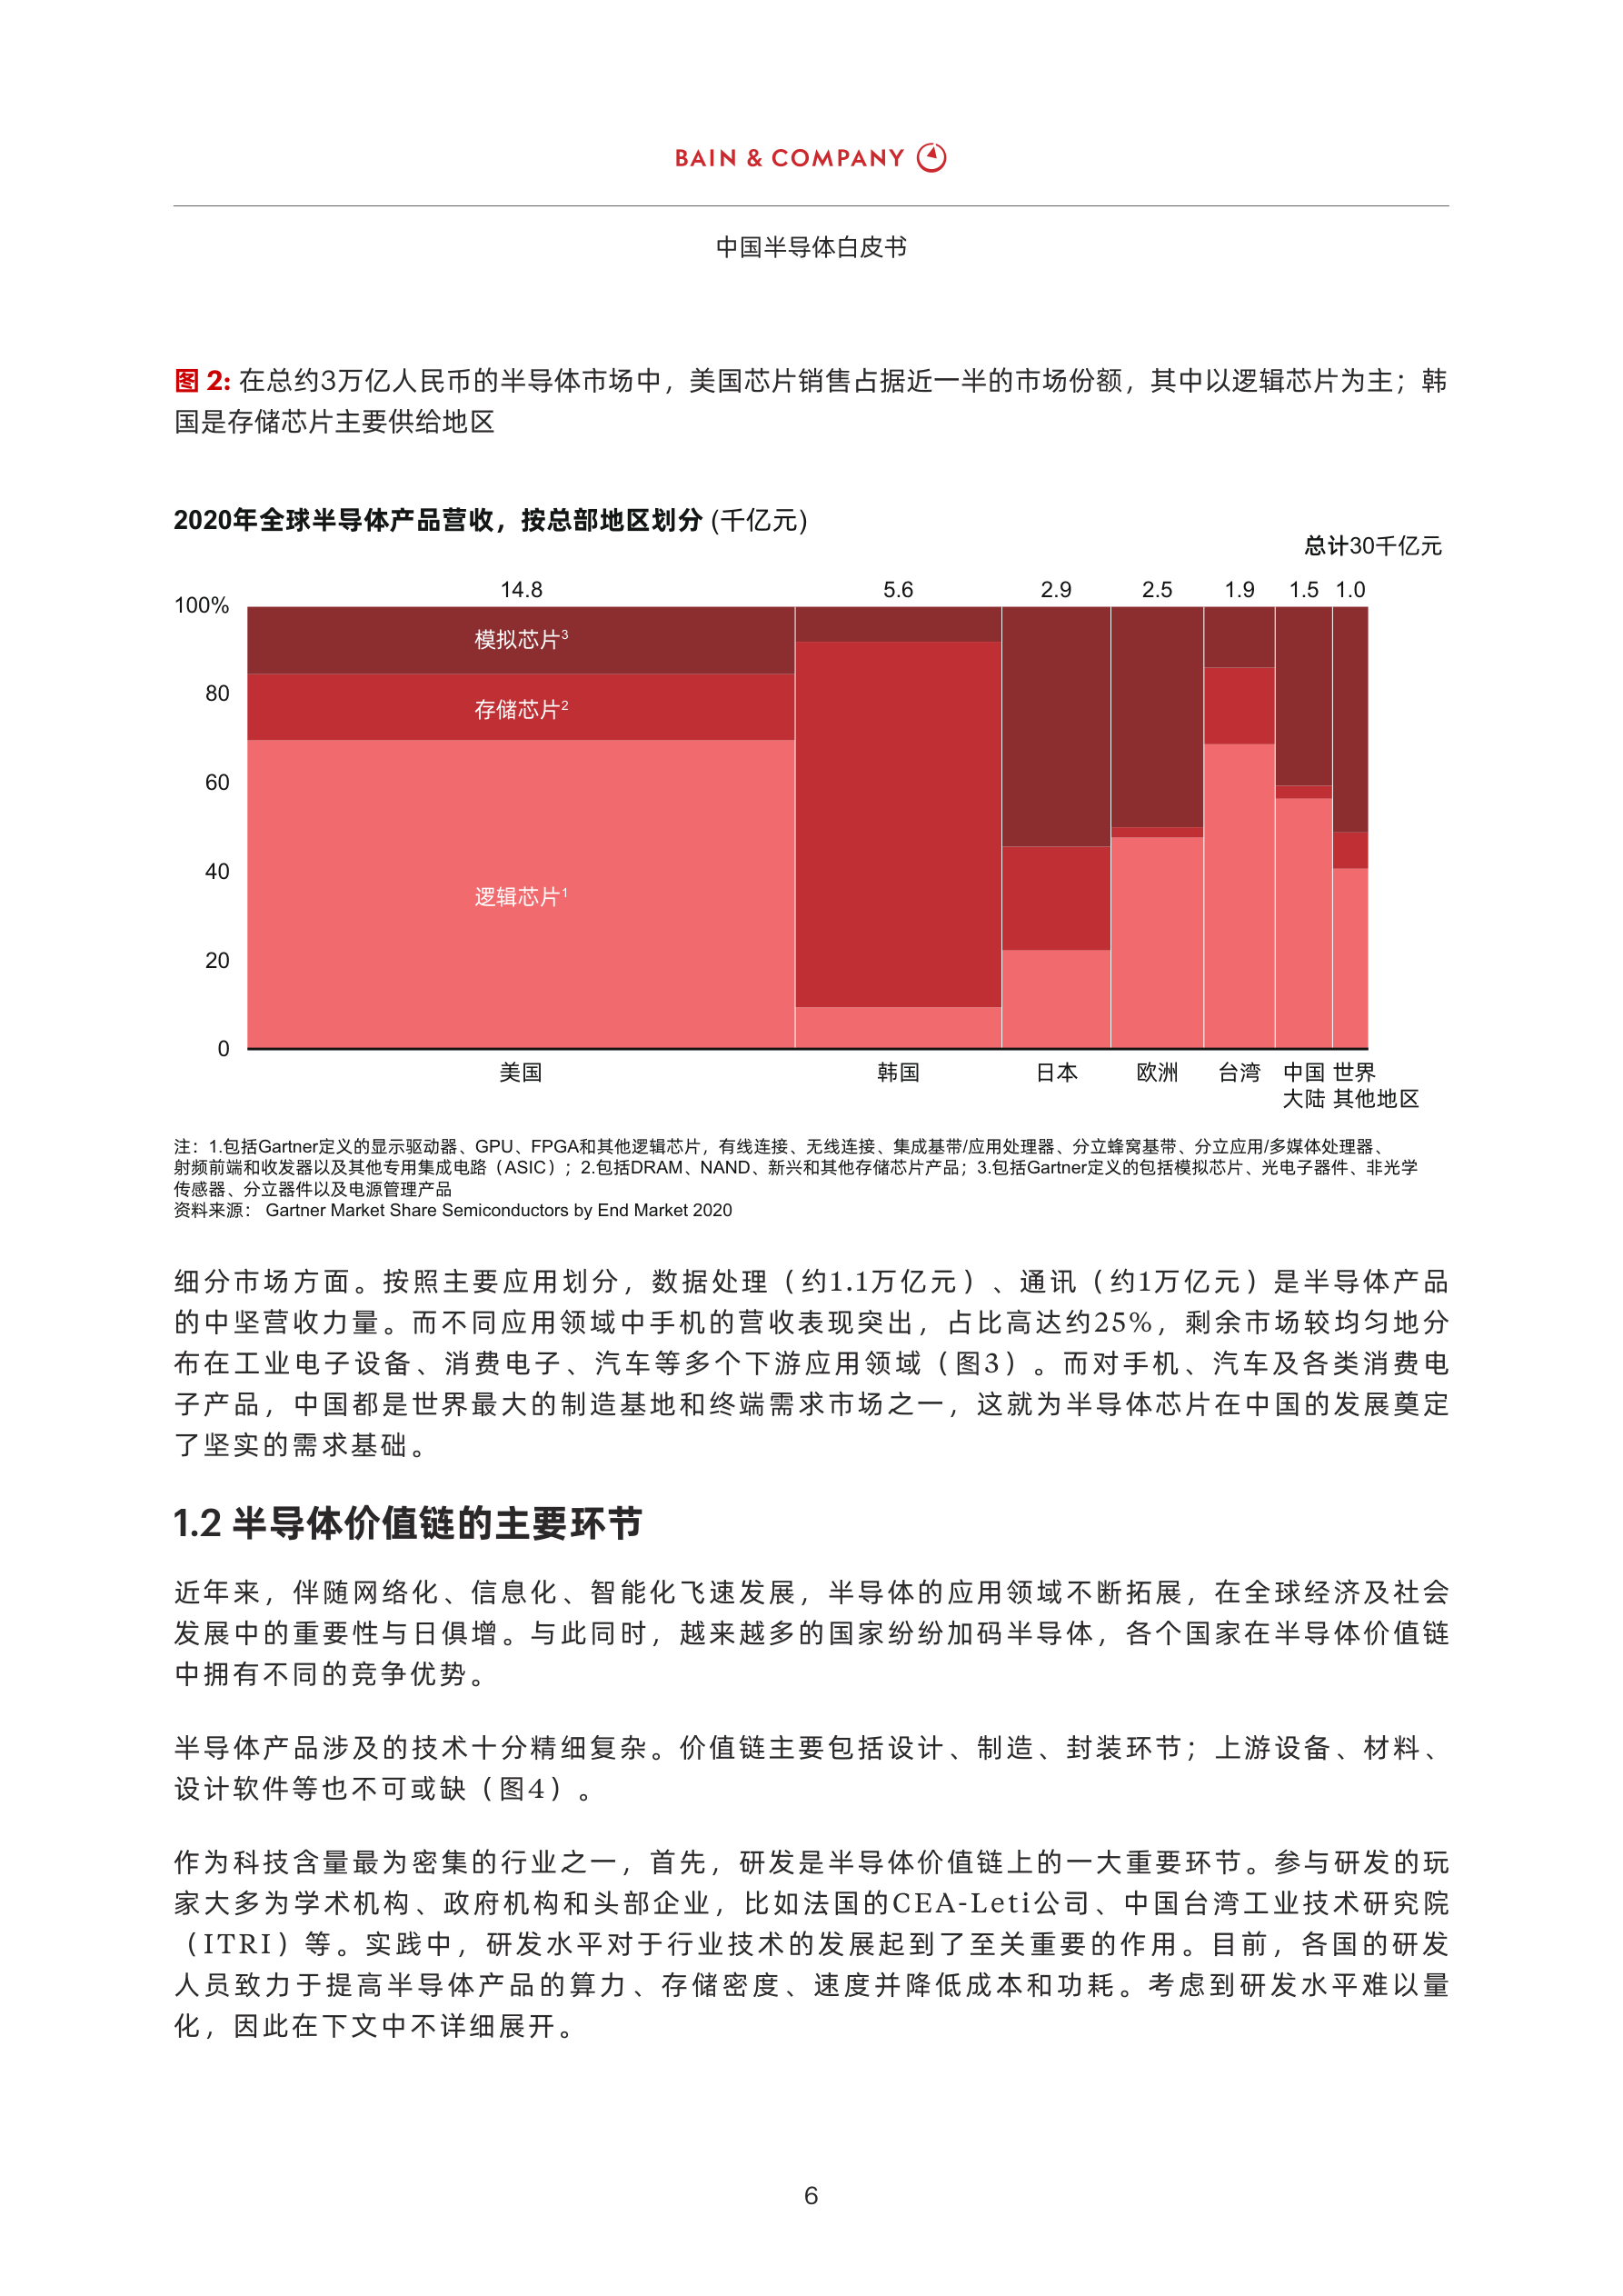 BAIN & COMPANY
中国半导体白皮书
图 2: 在总约3万亿人民币的半导体市场中，美国芯片销售占据近一半的市场份额，其中以逻辑芯片为主；韩
国是存储芯片主要供给地区
2020年全球半导体产品营收，按总部地区划分 (千亿元)
总计30千亿元
14.8 5.6 2.9 2.5 1.9 1.5 1.0
100%
模拟芯片3
80
存储芯片2
60
40
逻辑芯片1
20
0
美国 韩国 日本 欧洲 台湾 中国 世界
大陆 其他地区
注：1.包括Gartner定义的显示驱动器、GPU、FPGA和其他逻辑芯片，有线连接、无线连接、集成基带/应用处理器、分立蜂窝基带、分立应用/多媒体处理器、
射频前端和收发器以及其他专用集成电路（ASIC）；2.包括DRAM、NAND、新兴和其他存储芯片产品；3.包括Gartner定义的包括模拟芯片、光电子器件、非光学
传感器、分立器件以及电源管理产品
资料来源： Gartner Market Share Semiconductors by End Market 2020
细分市场方面。按照主要应用划分，数据处理（约1.1万亿元）、通讯（约1万亿元）是半导体产品
的中坚营收力量。而不同应用领域中手机的营收表现突出，占比高达约25%，剩余市场较均匀地分
布在工业电子设备、消费电子、汽车等多个下游应用领域（图3）。而对手机、汽车及各类消费电
子产品，中国都是世界最大的制造基地和终端需求市场之一，这就为半导体芯片在中国的发展奠定
了坚实的需求基础。
1.2 半导体价值链的主要环节
近年来，伴随网络化、信息化、智能化飞速发展，半导体的应用领域不断拓展，在全球经济及社会
发展中的重要性与日俱增。与此同时，越来越多的国家纷纷加码半导体，各个国家在半导体价值链
中拥有不同的竞争优势。
半导体产品涉及的技术十分精细复杂。价值链主要包括设计、制造、封装环节；上游设备、材料、
设计软件等也不可或缺（图4）。
作为科技含量最为密集的行业之一，首先，研发是半导体价值链上的一大重要环节。参与研发的玩
家大多为学术机构、政府机构和头部企业，比如法国的CEA-Leti公司、中国台湾工业技术研究院
（ITRI）等。实践中，研发水平对于行业技术的发展起到了至关重要的作用。目前，各国的研发
人员致力于提高半导体产品的算力、存储密度、速度并降低成本和功耗。考虑到研发水平难以量
化，因此在下文中不详细展开。
6